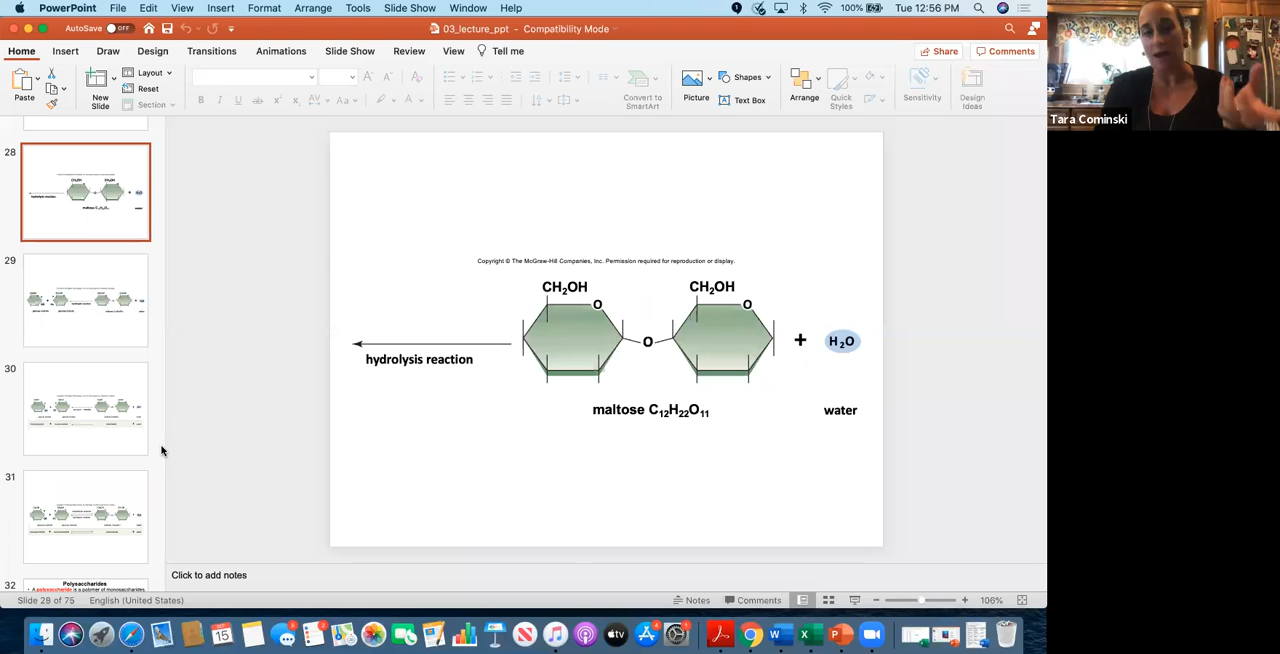 PowerPoint File Edit View Insert Format Arrange Tools Slide Show Window Help 100% Tue 12:56 PM
AutoSave OFF 03_lecture_ppt - Compatibility Mode
Home Insert Draw Design Transitions Animations Slide Show Review View Tell me Share Comments
Paste New Slide Layout Reset Section Convert to SmartArt Picture Shapes Text Box Arrange Quick Styles Sensitivity Design Ideas
Tara Cominski
28
29
30
31
32
Polysaccharides
Copyright © The McGraw-Hill Companies, Inc. Permission required for reproduction or display.
CH₂OH CH₂OH
O O
hydrolysis reaction O + H₂O
maltose C₁₂H₂₂O₁₁ water
Click to add notes
Slide 28 of 75 English (United States) Notes Comments 106%